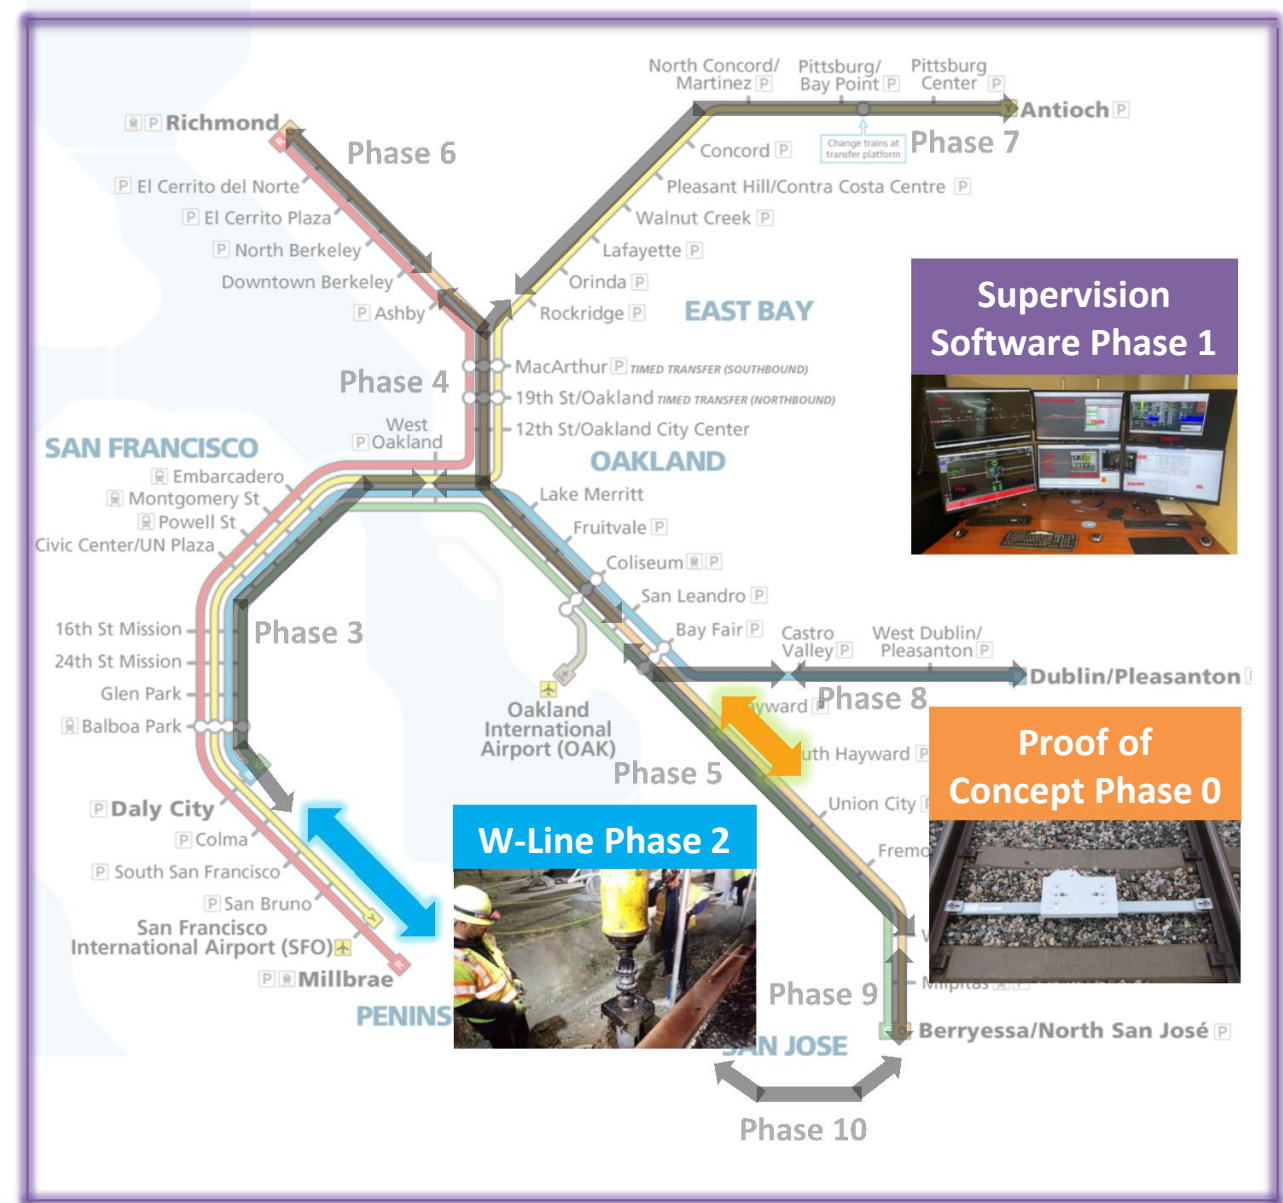 North Concord/
Martinez P
Pittsburg/
Bay Point P
Pittsburg
Center P
Richmond
P
Y
Antioch P
R
Phase 6
Change trains at
transfer platform
Phase 7
Concord P
P El Cerrito del Norte
Pleasant Hill/Contra Costa Centre P
P El Cerrito Plaza
Walnut Creek P
P North Berkeley
Lafayette P
Downtown Berkeley
Orinda P
P Ashby
Rockridge P
EAST BAY
Supervision
Software Phase 1
MacArthur P TIMED TRANSFER (SOUTHBOUND)
Phase 4
19th St/Oakland TIMED TRANSFER (NORTHBOUND)
West
P Oakland
12th St/Oakland City Center
SAN FRANCISCO
OAKLAND
Embarcadero
Montgomery St
Powell St
Civic Center/UN Plaza
Lake Merritt
Fruitvale P
Coliseum P
San Leandro P
16th St Mission
Phase 3
Bay Fair P
Castro
Valley P
West Dublin/
Pleasanton P
24th St Mission
Glen Park
Dublin/Pleasanton
Balboa Park
Oakland
International
Airport (OAK)
ayward P
Phase 8
Phase 5
uth Hayward P
Proof of
Concept Phase 0
P Daly City
Union City P
P Colma
W-Line Phase 2
Fremo
P South San Francisco
P San Bruno
Y
San Francisco
International Airport (SFO)
R
P Millbrae
W
Milpitas P
Phase 9
PENINS
Berryessa/North San José P
SAN JOSE
Phase 10